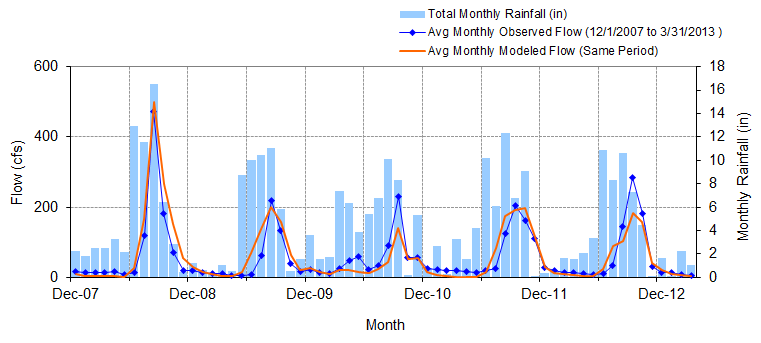 Total Monthly Rainfall (in)
Avg Monthly Observed Flow (12/1/2007 to 3/31/2013 )
Avg Monthly Modeled Flow (Same Period)
600
400
200
0
Flow (cfs)
18
16
14
12
10
8
6
4
2
0
Monthly Rainfall (in)
Dec-07 Dec-08 Dec-09 Dec-10 Dec-11 Dec-12
Month